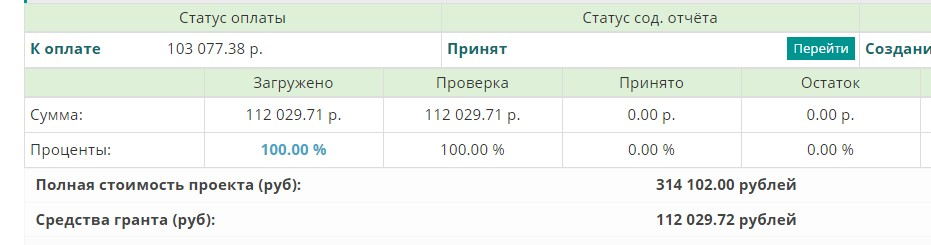 Статус оплаты Статус сод. отчёта
К оплате 103 077.38 р. Принят Перейти Создани
Загружено Проверка Принято Остаток
Сумма: 112 029.71 р. 112 029.71 р. 0.00 р. 0.00 р.
Проценты: 100.00 % 100.00 % 0.00 % 0.00 %
Полная стоимость проекта (руб): 314 102.00 рублей
Средства гранта (руб): 112 029.72 рублей